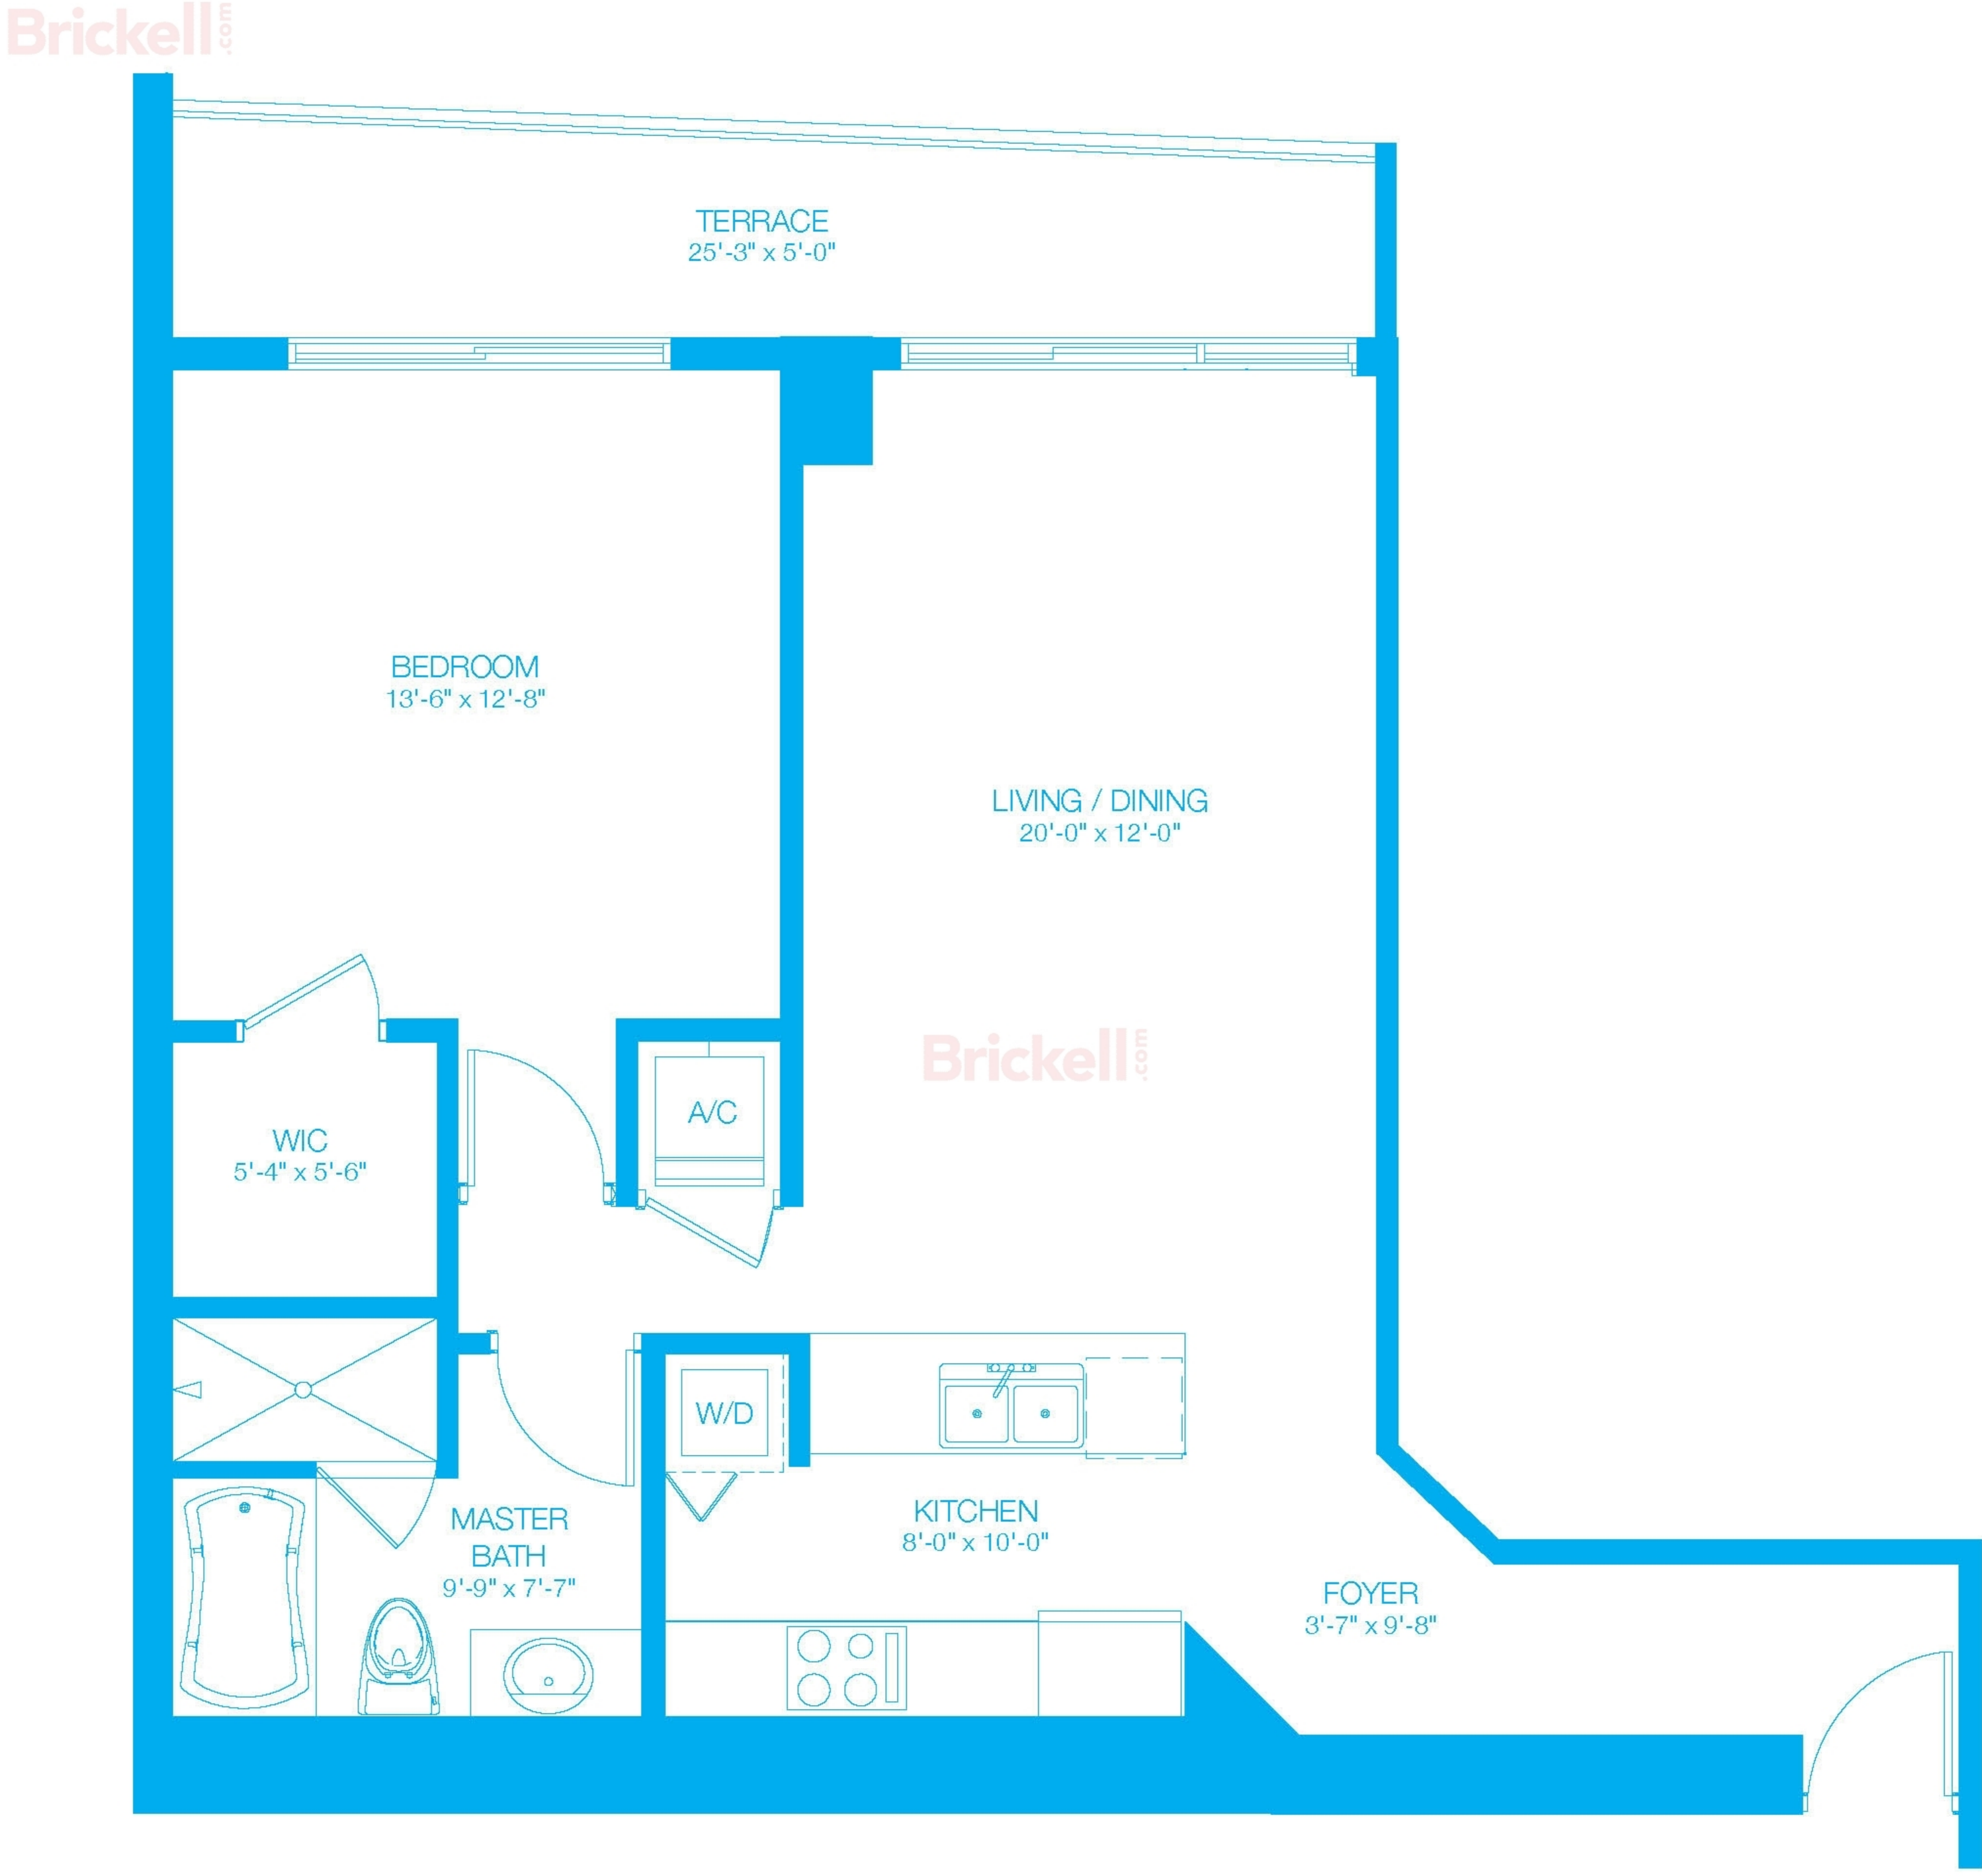 Brickell.com
TERRACE
25'-3" x 5'-0"
BEDROOM
13'-6" x 12'-8"
LIVING / DINING
20'-0" x 12'-0"
Brickell.com
A/C
WIC
5'-4" x 5'-6"
W/D
MASTER
BATH
9'-9" x 7'-7"
KITCHEN
8'-0" x 10'-0"
FOYER
3'-7" x 9'-8"